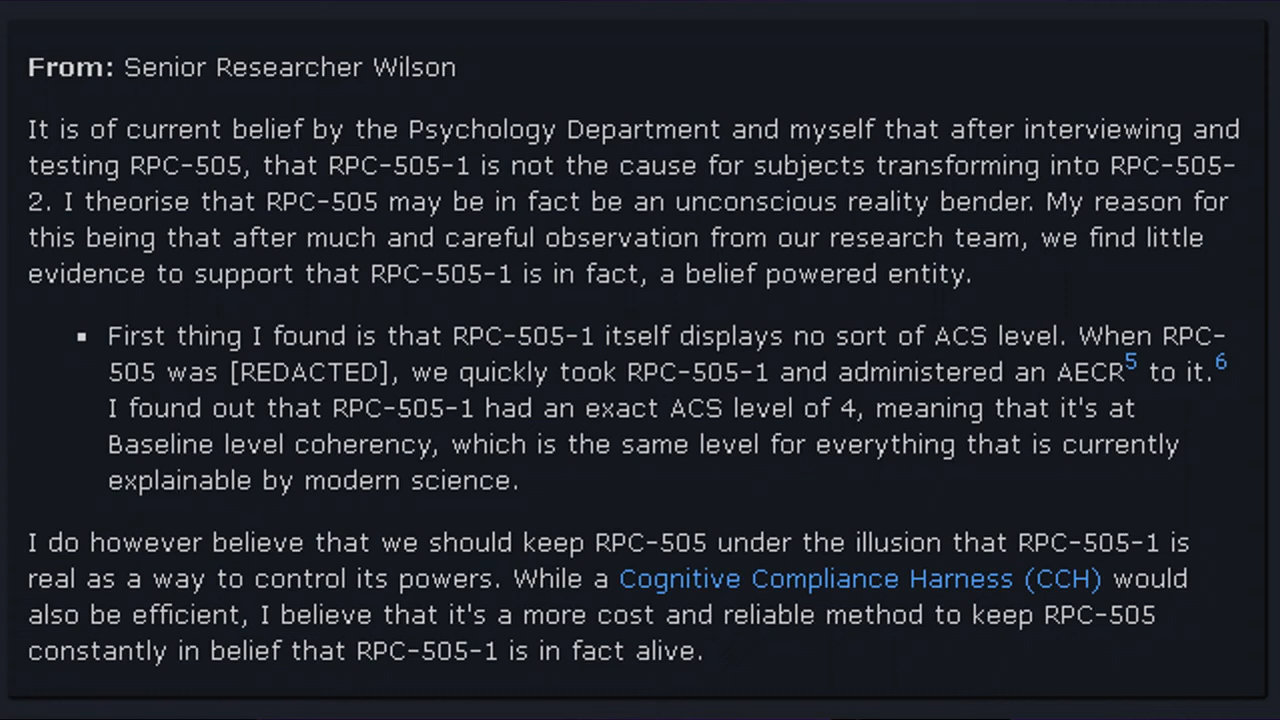 From: Senior Researcher Wilson
It is of current belief by the Psychology Department and myself that after interviewing and
testing RPC-505, that RPC-505-1 is not the cause for subjects transforming into RPC-505-
2. I theorise that RPC-505 may be in fact be an unconscious reality bender. My reason for
this being that after much and careful observation from our research team, we find little
evidence to support that RPC-505-1 is in fact, a belief powered entity.
▪ First thing I found is that RPC-505-1 itself displays no sort of ACS level. When RPC-
505 was [REDACTED], we quickly took RPC-505-1 and administered an AECR5 to it.6
I found out that RPC-505-1 had an exact ACS level of 4, meaning that it's at
Baseline level coherency, which is the same level for everything that is currently
explainable by modern science.
I do however believe that we should keep RPC-505 under the illusion that RPC-505-1 is
real as a way to control its powers. While a Cognitive Compliance Harness (CCH) would
also be efficient, I believe that it's a more cost and reliable method to keep RPC-505
constantly in belief that RPC-505-1 is in fact alive.